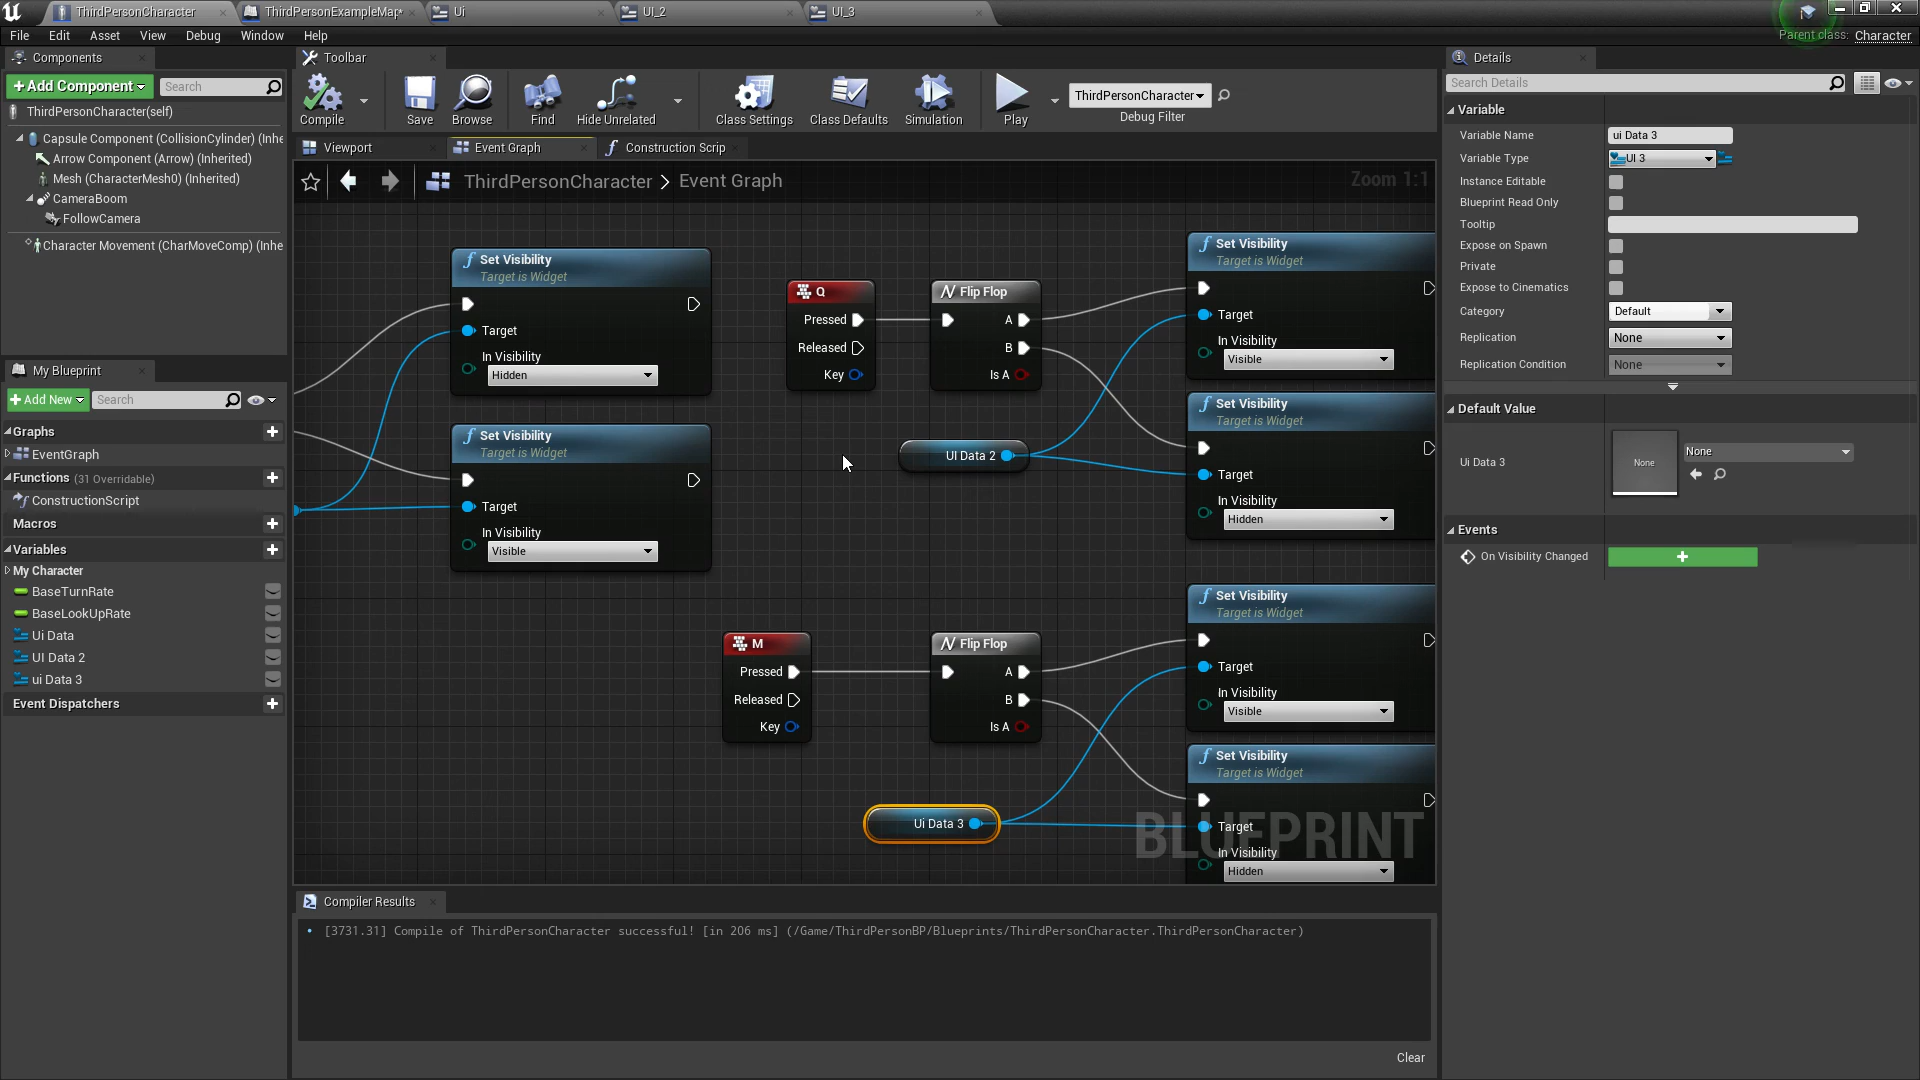 ThirdPersonCharacter
ThirdPersonExampleMap*
Ui
UI_2
UI_3
File Edit Asset View Debug Window Help
Parent class: Character
Components
+ Add Component
Search
ThirdPersonCharacter(self)
Capsule Component (CollisionCylinder) (Inhe
Arrow Component (Arrow) (Inherited)
Mesh (CharacterMesh0) (Inherited)
CameraBoom
FollowCamera
Character Movement (CharMoveComp) (Inhe
My Blueprint
+ Add New
Search
Graphs
EventGraph
Functions (31 Overridable)
ConstructionScript
Macros
Variables
My Character
BaseTurnRate
BaseLookUpRate
Ui Data
UI Data 2
ui Data 3
Event Dispatchers
Toolbar
Compile
Save
Browse
Find
Hide Unrelated
Class Settings
Class Defaults
Simulation
Play
ThirdPersonCharacter
Debug Filter
Viewport
Event Graph
Construction Scrip
ThirdPersonCharacter > Event Graph
Zoom 1:1
Set Visibility
Target is Widget
Target
In Visibility
Hidden
Set Visibility
Target is Widget
Target
In Visibility
Visible
Q
Pressed
Released
Key
Flip Flop
A
B
Is A
UI Data 2
Set Visibility
Target is Widget
Target
In Visibility
Visible
Set Visibility
Target is Widget
Target
In Visibility
Hidden
M
Pressed
Released
Key
Flip Flop
A
B
Is A
Ui Data 3
Set Visibility
Target is Widget
Target
In Visibility
Visible
Set Visibility
Target is Widget
Target
In Visibility
Hidden
BLUEPRINT
Compiler Results
[3731.31] Compile of ThirdPersonCharacter successful! [in 206 ms] (/Game/ThirdPersonBP/Blueprints/ThirdPersonCharacter.ThirdPersonCharacter)
Clear
Details
Search Details
Variable
Variable Name ui Data 3
Variable Type UI 3
Instance Editable
Blueprint Read Only
Tooltip
Expose on Spawn
Private
Expose to Cinematics
Category Default
Replication None
Replication Condition None
Default Value
Ui Data 3 None None
Events
On Visibility Changed +